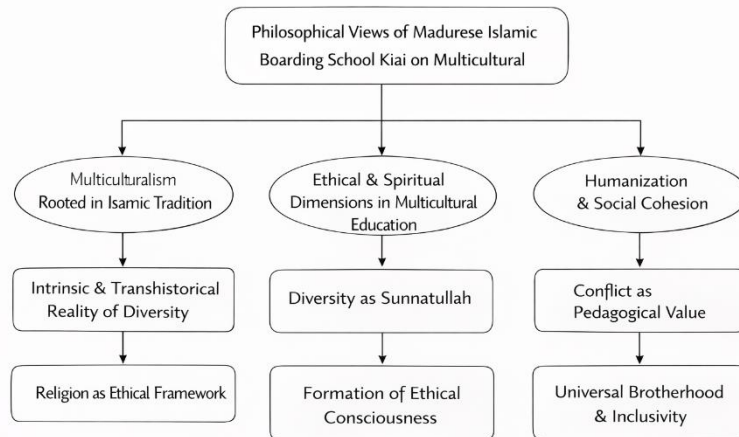 Philosophical Views of Madurese Islamic
Boarding School Kiai on Multicultural
Multiculturalism
Rooted in Isamic Tradition
Ethical & Spiritual
Dimensions in Multicultural
Education
Humanization
& Social Cohesion
Intrinsic & Transhistorical
Reality of Diversity
Diversity as Sunnatullah
Conflict as
Pedagogical Value
Religion as Ethical Framework
Formation of Ethical
Consciousness
Universal Brotherhood
& Inclusivity